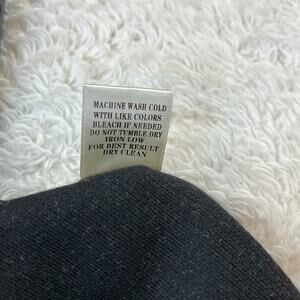 MACHINE WASH COLD
WITH LIKE COLORS
BLEACH IF NEEDED
DO NOT TUMBLE DRY
IRON LOW
FOR BEST RESULT
DRY CLEAN